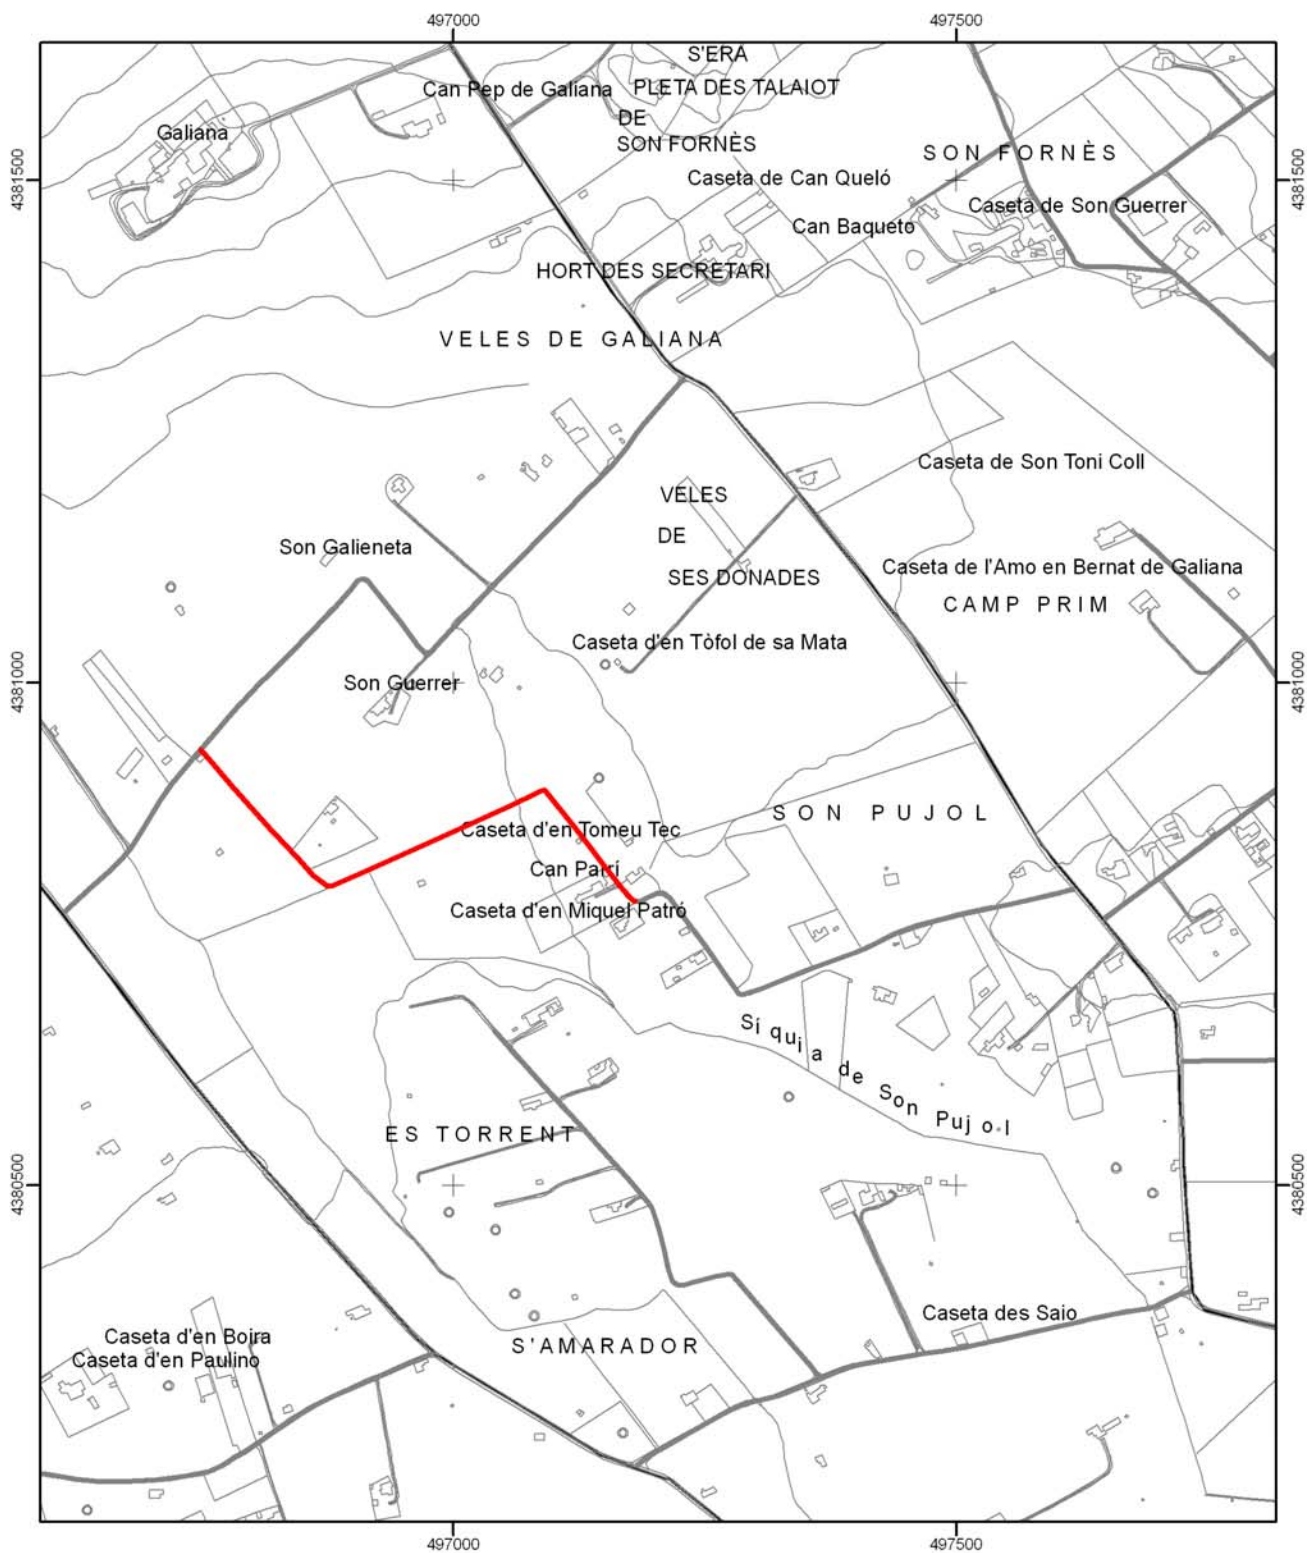 497000
497500
S'ERA
Can Pep de Galiana
PLETA DES TALAIOT
DE
Galiana
SON FORNÈS
SON FORNÈS
4381500
4381500
Caseta de Can Queló
Caseta de Son Guerrer
Can Baqueto
HORT DES SECRETARI
VELES DE GALIANA
Caseta de Son Toni Coll
VELES
DE
Son Galieneta
SES DONADES
Caseta de l'Amo en Bernat de Galiana
CAMP PRIM
Caseta d'en Tòfol de sa Mata
4381000
4381000
Son Guerrer
SON PUJOL
Caseta d'en Tomeu Tec
Can Parrí
Caseta d'en Miquel Patró
Síquia de Son Pujol
ES TORRENT
4380500
4380500
Caseta des Saio
Caseta d'en Boira
S'AMARADOR
Caseta d'en Paulino
497000
497500